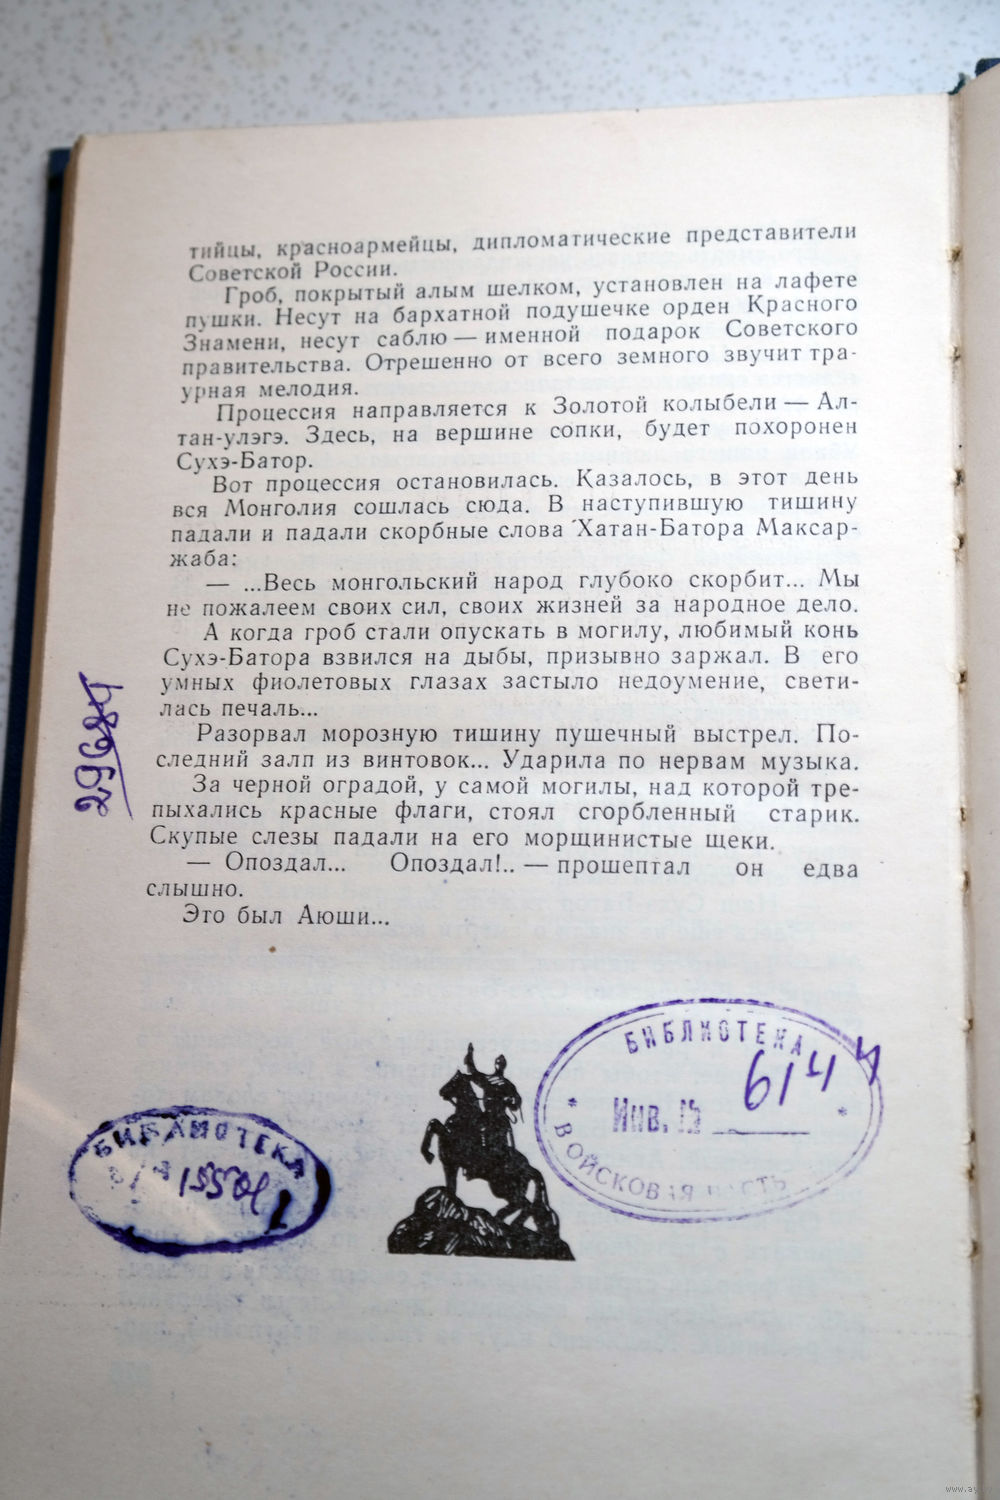 тийцы, красноармейцы, дипломатические представители
Советской России.
Гроб, покрытый алым шелком, установлен на лафете
пушки. Несут на бархатной подушечке орден Красного
Знамени, несут саблю — именной подарок Советского
правительства. Отрешенно от всего земного звучит тра-
урная мелодия.
Процессия направляется к Золотой колыбели — Ал-
тан-улэгэ. Здесь, на вершине сопки, будет похоронен
Сухэ-Батор.
Вот процессия остановилась. Казалось, в этот день
вся Монголия сошлась сюда. В наступившую тишину
падали и падали скорбные слова Хатан-Батора Максар-
жаба:
— ...Весь монгольский народ глубоко скорбит... Мы
не пожалеем своих сил, своих жизней за народное дело.
А когда гроб стали опускать в могилу, любимый конь
Сухэ-Батора взвился на дыбы, призывно заржал. В его
умных фиолетовых глазах застыло недоумение, свети-
лась печаль...
Разорвал морозную тишину пушечный выстрел. По-
следний залп из винтовок... Ударила по нервам музыка.
За черной оградой, у самой могилы, над которой тре-
пыхались красные флаги, стоял сгорбленный старик.
Скупые слезы падали на его морщинистые щеки.
— Опоздал... Опоздал!.. — прошептал он едва
слышно.
Это был Аюши...
29684
БИБЛИОТЕКА
БИБЛИОТЕКА
Инв. №
614
ВОЙСКОВАЯ ЧАСТЬ